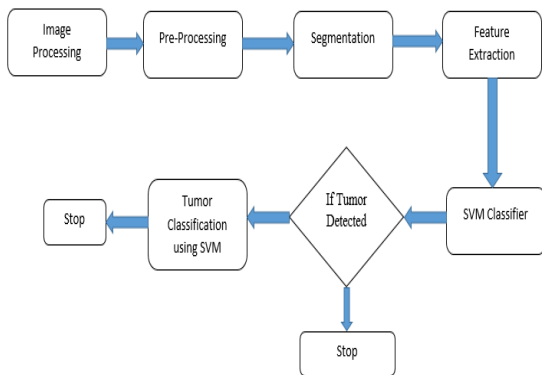 Image
Processing
Pre-Processing
Segmentation
Feature
Extraction
SVM Classifier
If Tumor
Detected
Tumor
Classification
using SVM
Stop
Stop